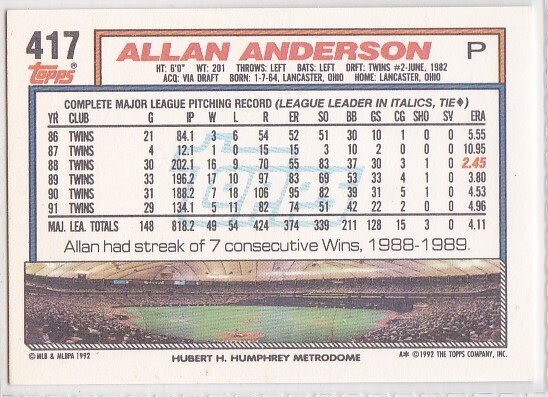 417 ALLAN ANDERSON P
Topps HT: 6'0" WT: 201 THROWS: LEFT BATS: LEFT DRFT: TWINS #2-JUNE, 1982
ACQ: VIA DRAFT BORN: 1-7-64, LANCASTER, OHIO HOME: LANCASTER, OHIO
COMPLETE MAJOR LEAGUE PITCHING RECORD (LEAGUE LEADER IN ITALICS, TIE♦)
YR CLUB G IP W L R ER SO BB GS CG SHO SV ERA
86 TWINS 21 84.1 3 6 54 52 51 30 10 1 0 0 5.55
87 TWINS 4 12.1 1 0 15 15 3 10 2 0 0 0 10.95
88 TWINS 30 202.1 16 9 70 55 83 37 30 3 1 0 2.45
89 TWINS 33 196.2 17 10 97 83 69 53 33 4 1 0 3.80
90 TWINS 31 188.2 7 18 106 95 82 39 31 5 1 0 4.53
91 TWINS 29 134.1 5 11 82 74 51 42 22 2 0 0 4.96
MAJ. LEA. TOTALS 148 818.2 49 54 424 374 339 211 128 15 3 0 4.11
Allan had streak of 7 consecutive Wins, 1988-1989.
© MLB & MLBPA 1992 HUBERT H. HUMPHREY METRODOME A* © 1992 THE TOPPS COMPANY, INC.